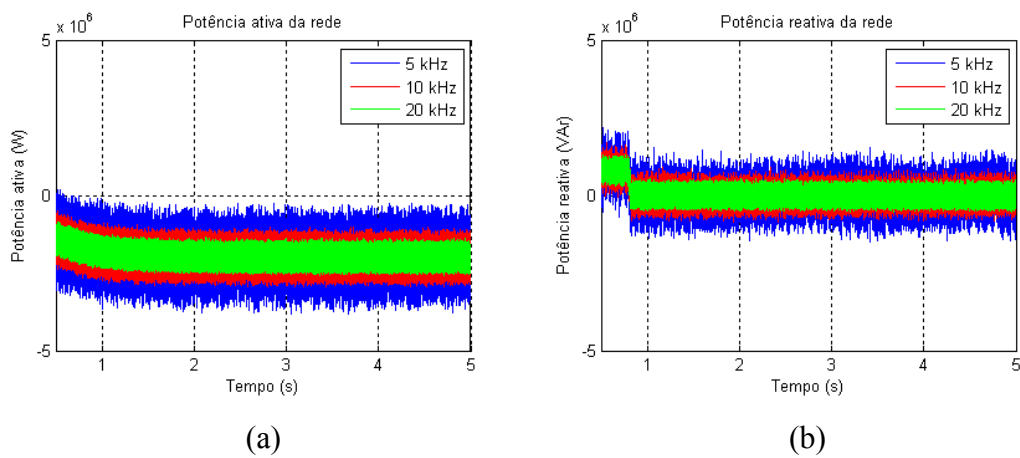 Potência ativa da rede
x 10^6
5
0
-5
Potência ativa (W)
5 kHz
10 kHz
20 kHz
1 2 3 4 5
Tempo (s)
(a)
Potência reativa da rede
x 10^6
5
0
-5
Potência reativa (VAr)
5 kHz
10 kHz
20 kHz
1 2 3 4 5
Tempo (s)
(b)